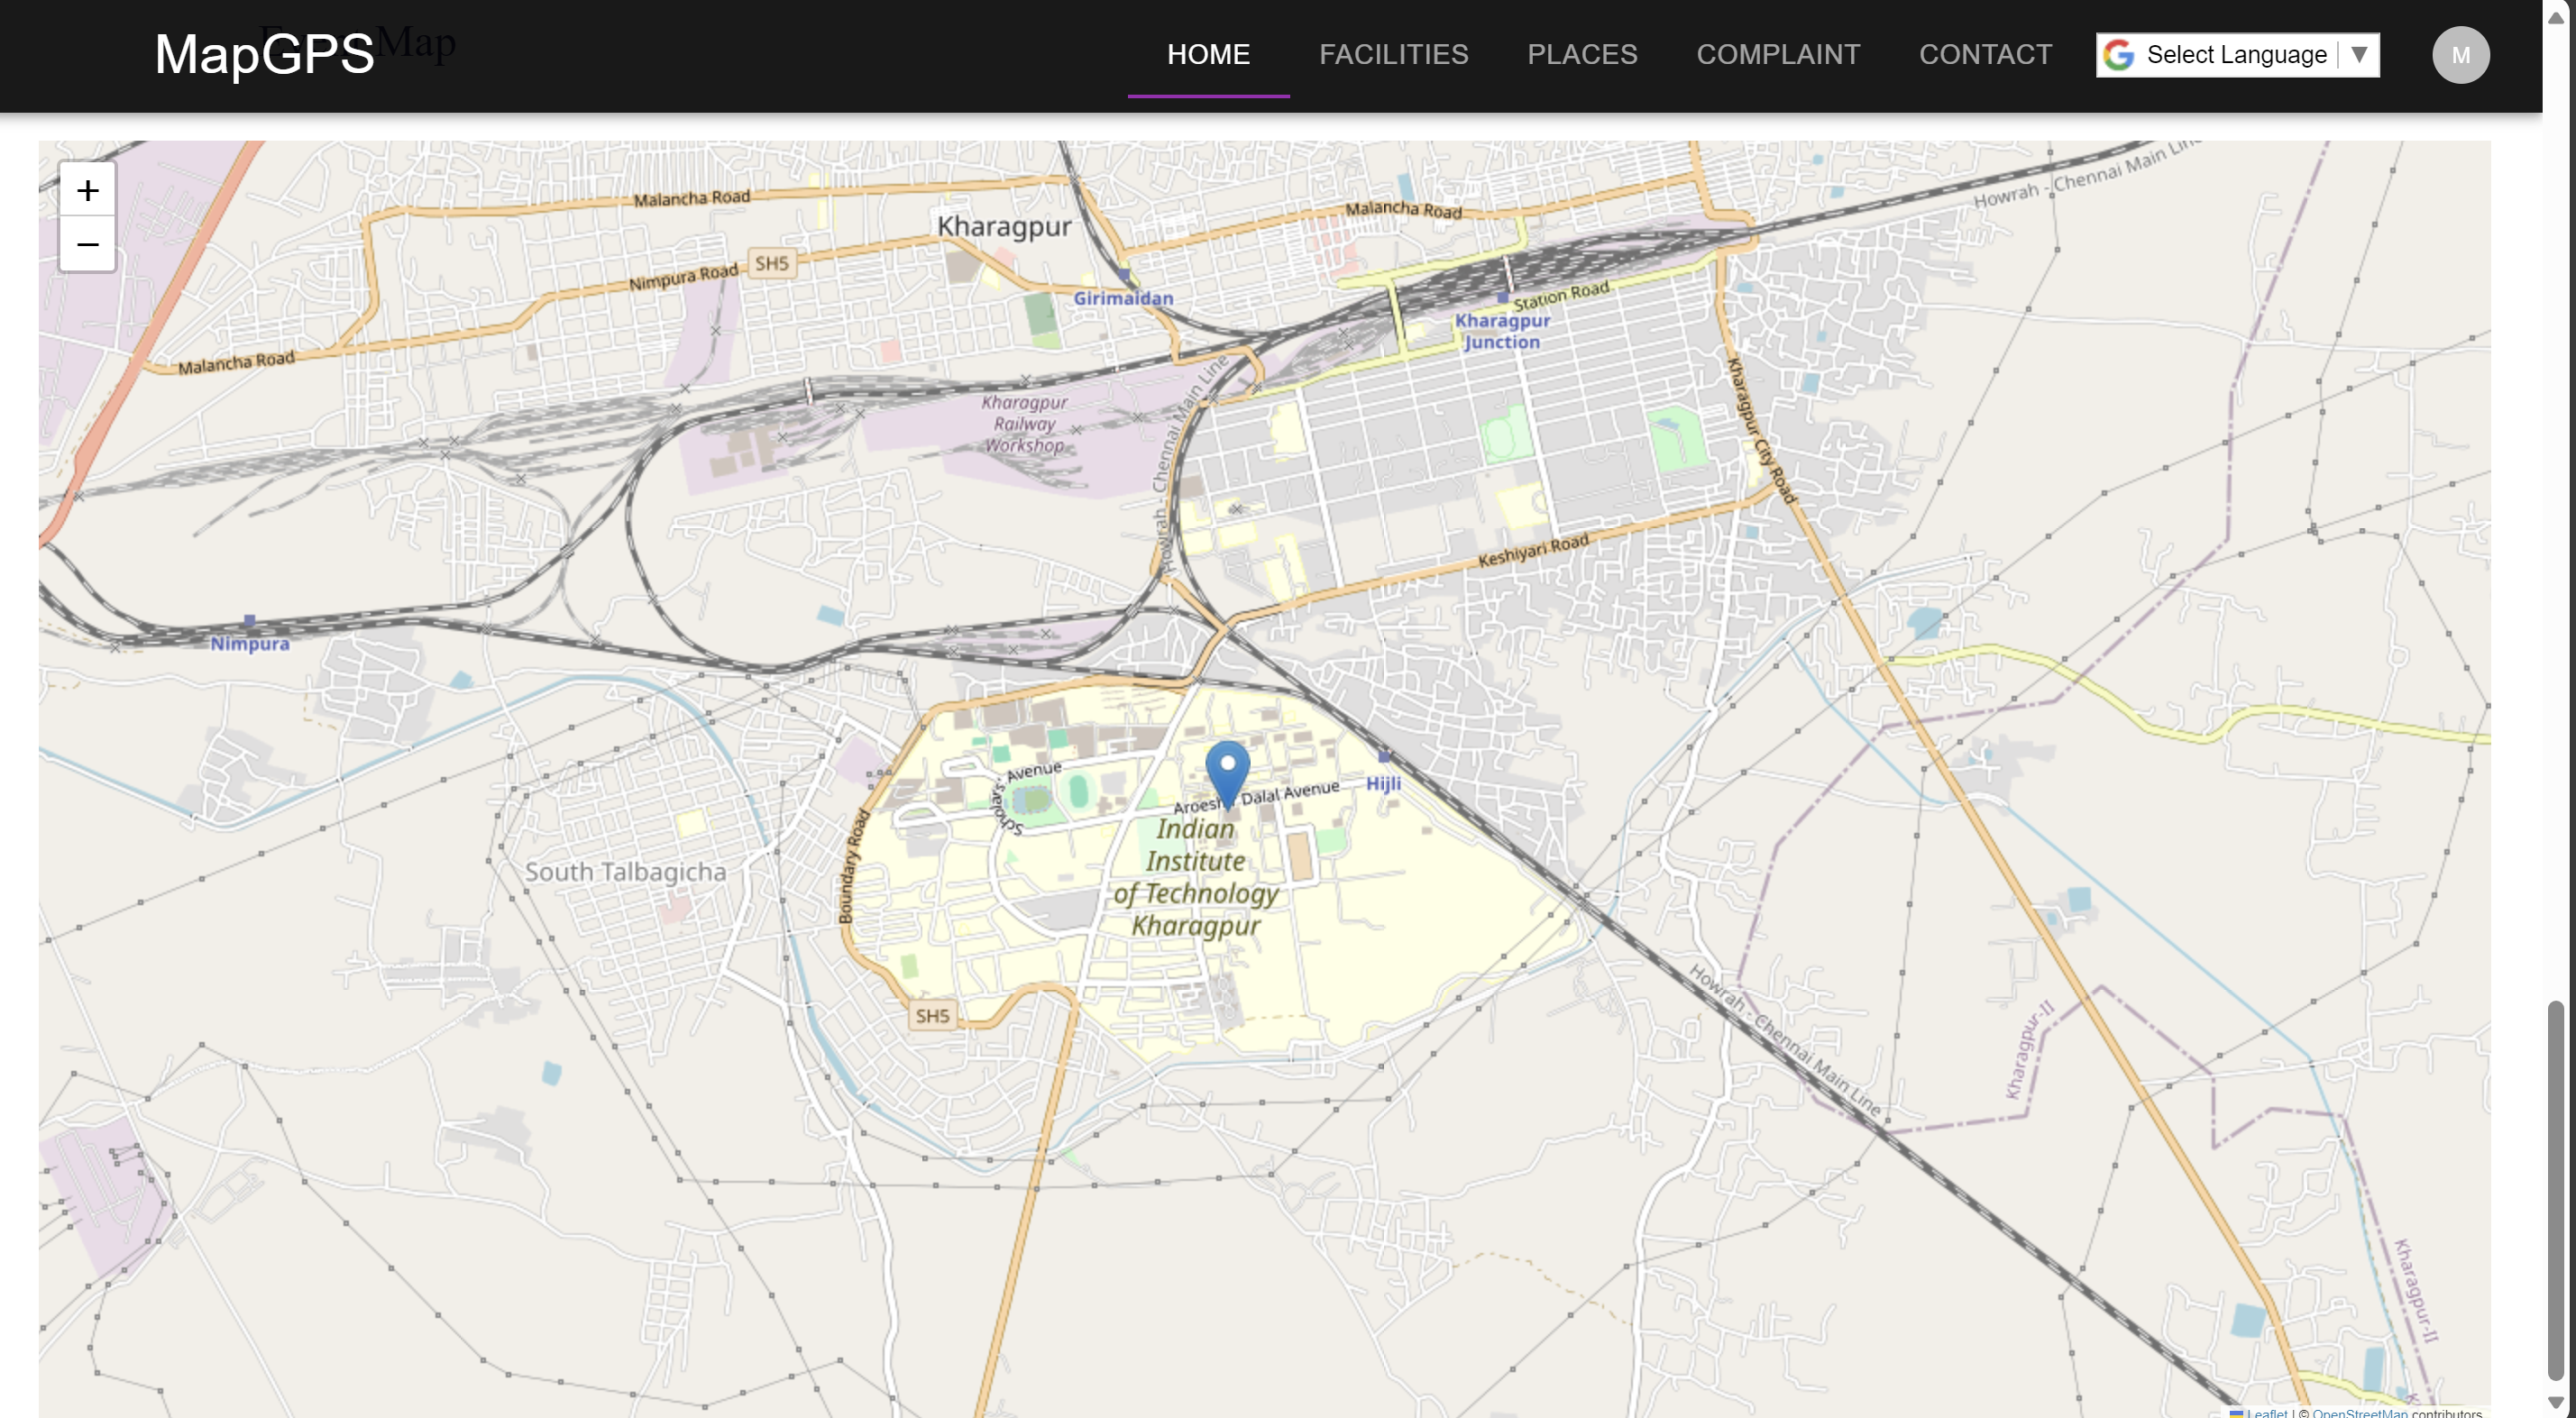 MapGPS
Map
HOME
FACILITIES
PLACES
COMPLAINT
CONTACT
Select Language
▼
M
+
−
Howrah - Chennai Main Line
Malancha Road
Malancha Road
Kharagpur
SH5
Nimpura Road
Girimaidan
Station Road
Kharagpur
Junction
Malancha Road
Kharagpur
Railway
Workshop
Howrah - Chennai Main Line
Kharagpur City Road
Keshiyari Road
Nimpura
Scholars' Avenue
Hijli
Dalal Avenue
Indian
Institute
of Technology
Kharagpur
Boundary Road
South Talbagicha
SH5
Howrah - Chennai Main Line
Kharagpur-II
Kharagpur-II
Leaflet | © OpenStreetMap contributors